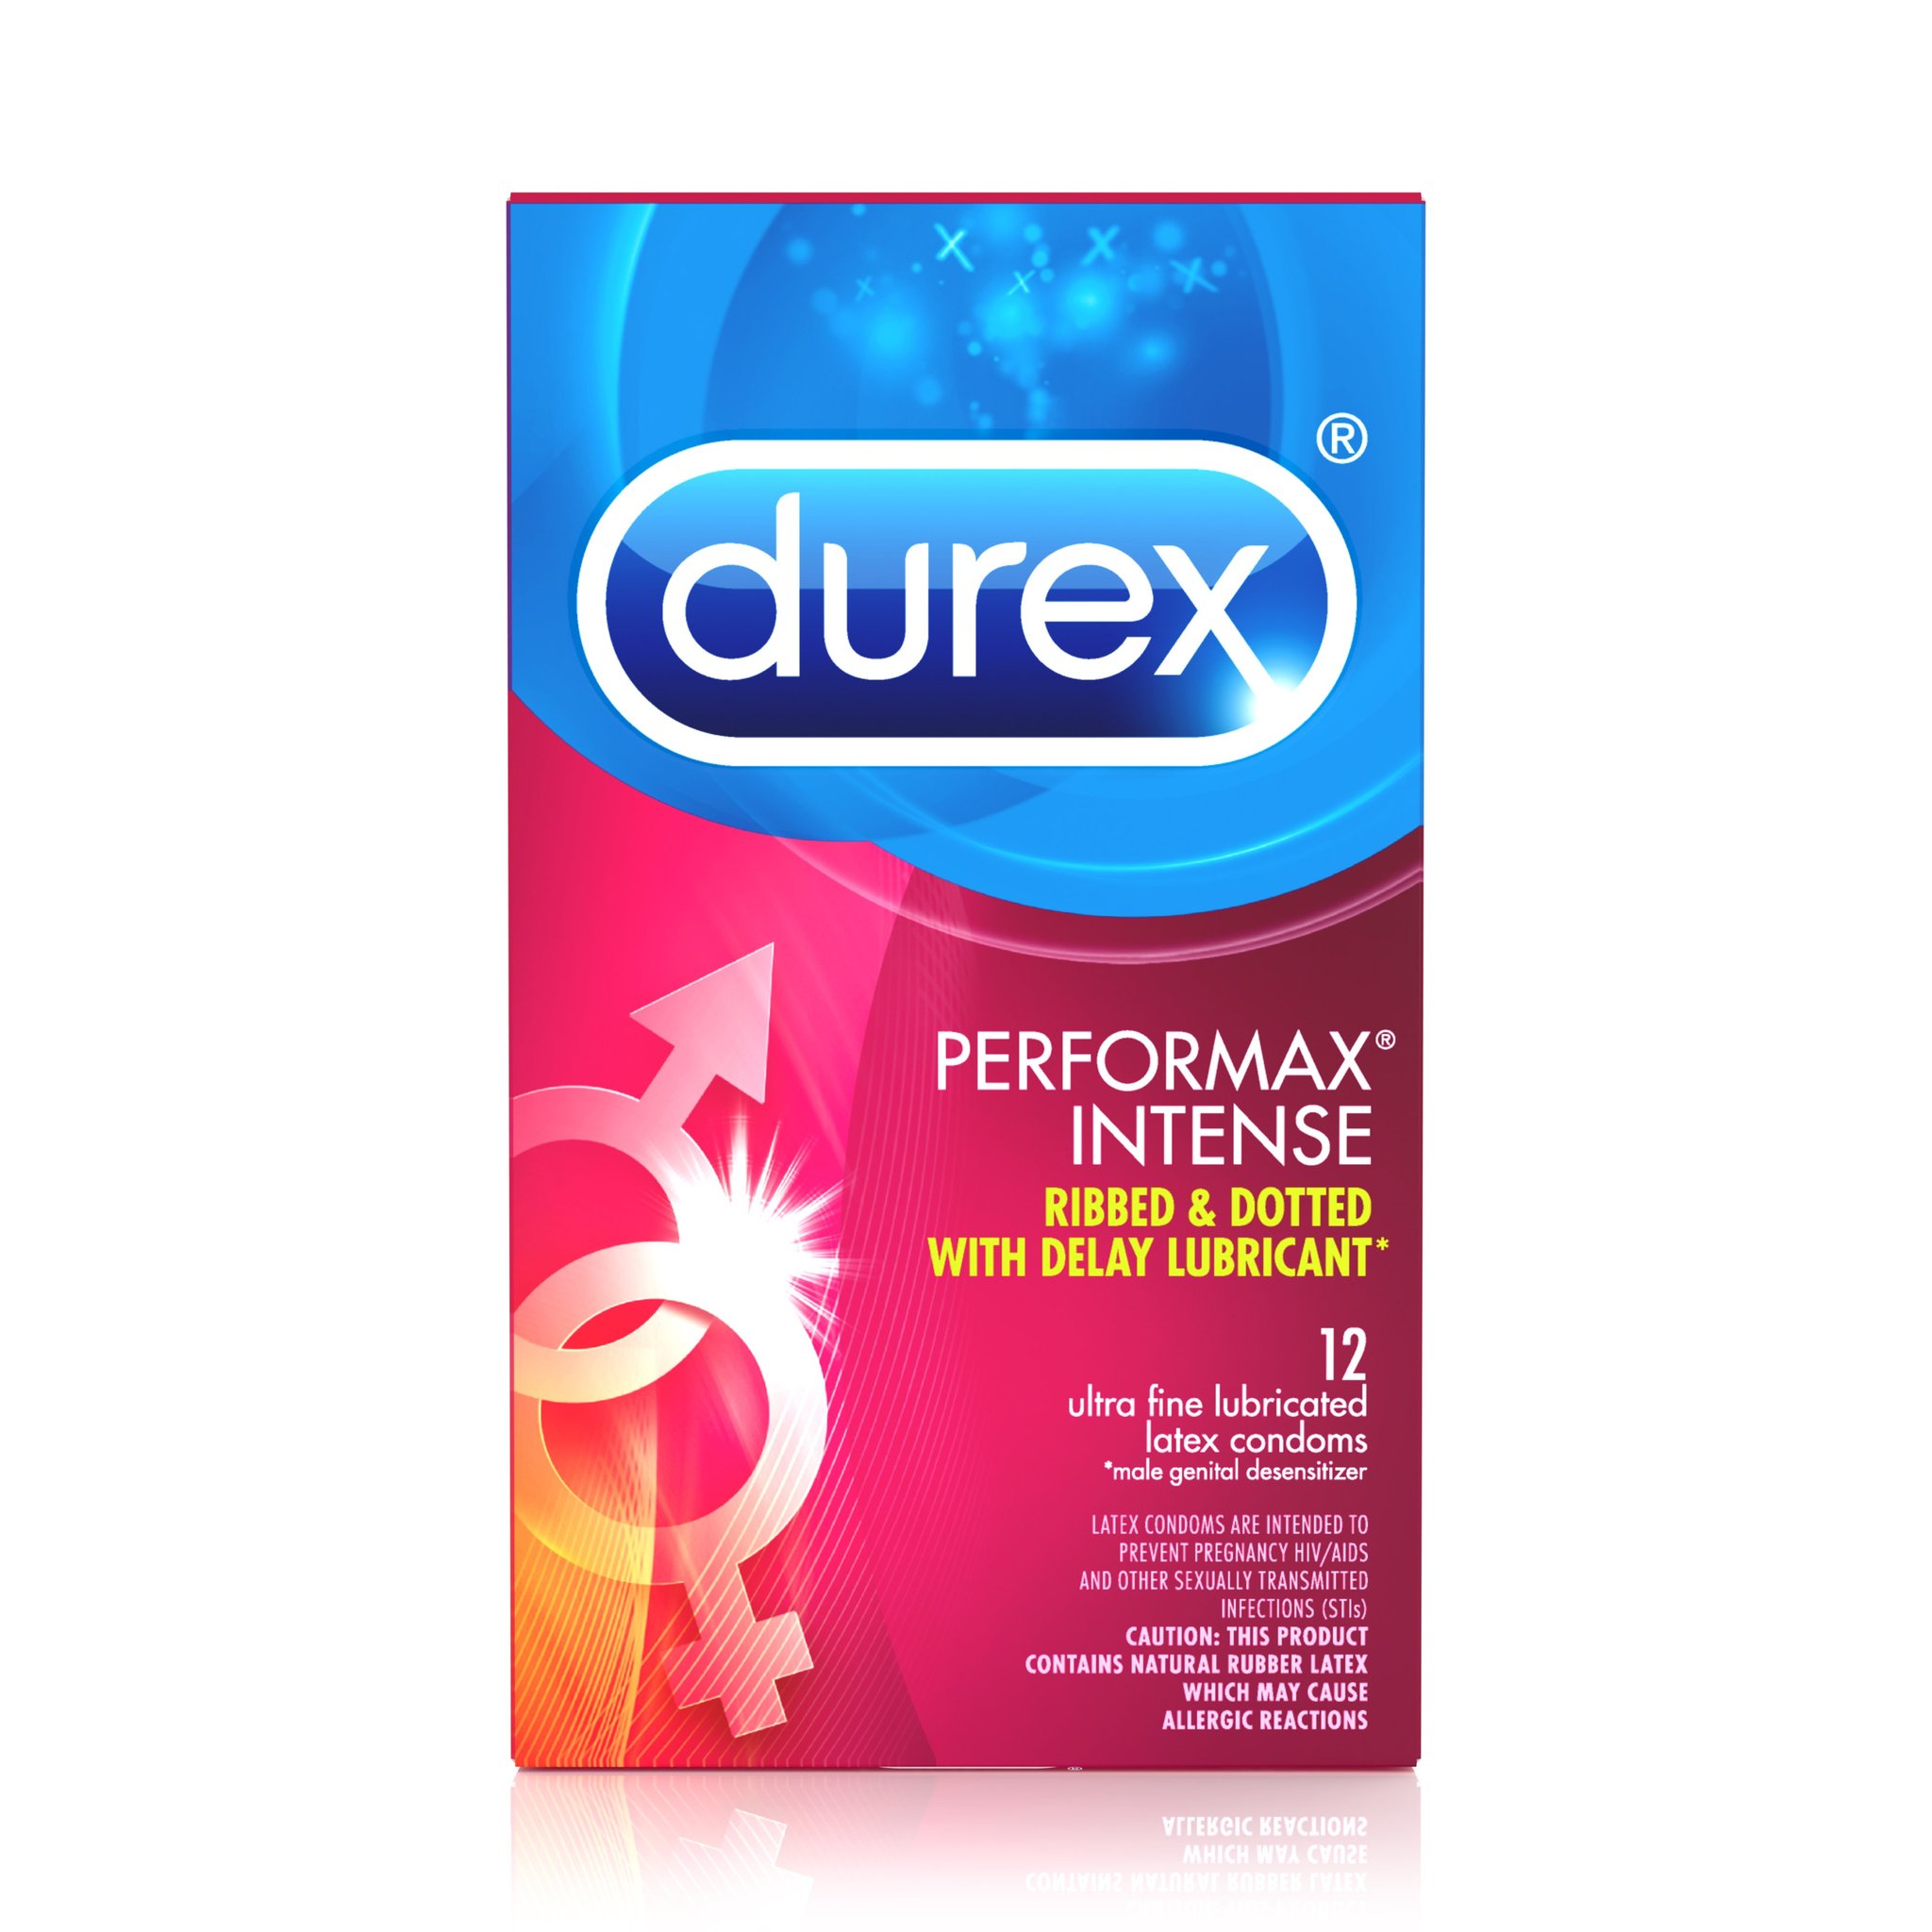 durex®
PERFORMAX®
INTENSE
RIBBED & DOTTED
WITH DELAY LUBRICANT*
12
ultra fine lubricated
latex condoms
*male genital desensitizer
LATEX CONDOMS ARE INTENDED TO
PREVENT PREGNANCY HIV/AIDS
AND OTHER SEXUALLY TRANSMITTED
INFECTIONS (STIs)
CAUTION: THIS PRODUCT
CONTAINS NATURAL RUBBER LATEX
WHICH MAY CAUSE
ALLERGIC REACTIONS